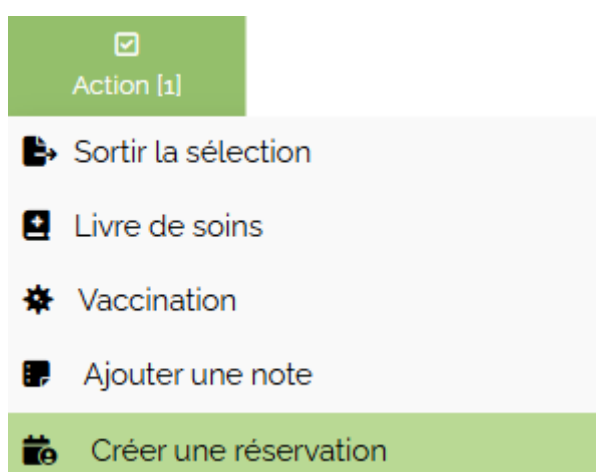 Action [1]
Sortir la sélection
Livre de soins
Vaccination
Ajouter une note
Créer une réservation